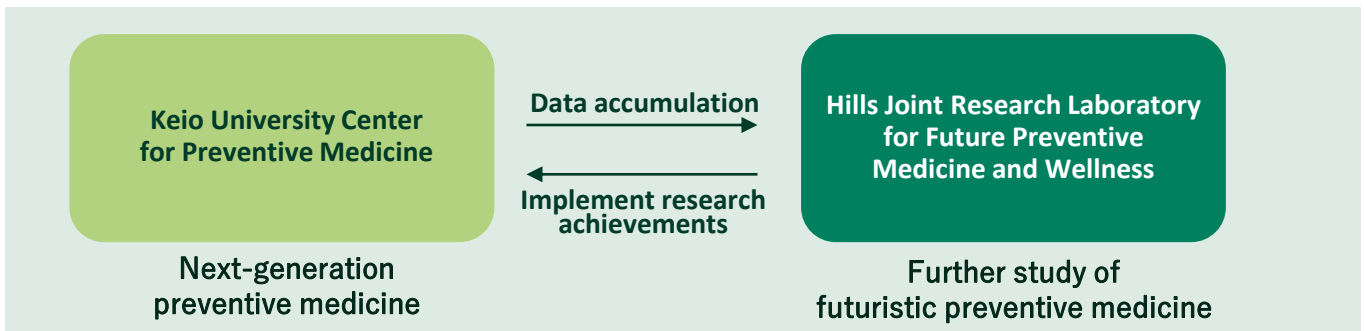 Keio University Center
for Preventive Medicine
Data accumulation
Implement research
achievements
Hills Joint Research Laboratory
for Future Preventive
Medicine and Wellness
Next-generation
preventive medicine
Further study of
futuristic preventive medicine